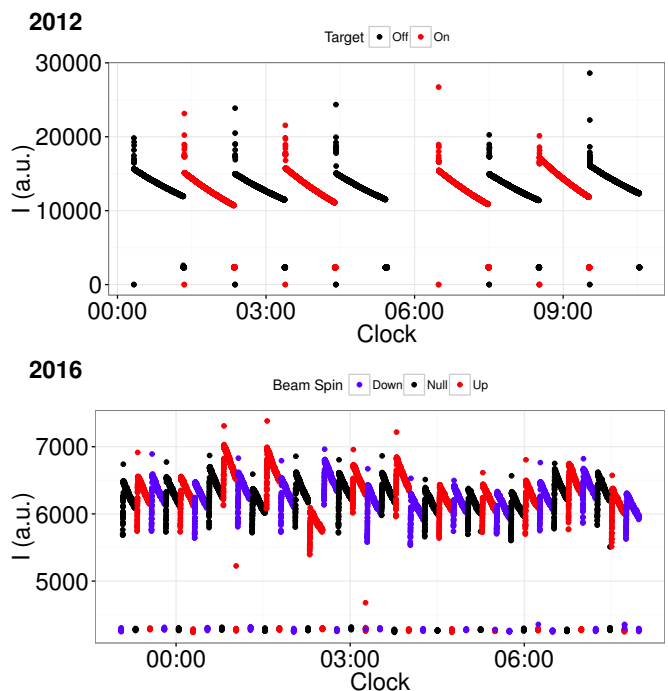 2012
Target Off On
30000
20000
10000
0
I (a.u.)
00:00 03:00 06:00 09:00
Clock
2016
Beam Spin Down Null Up
7000
6000
5000
I (a.u.)
00:00 03:00 06:00
Clock